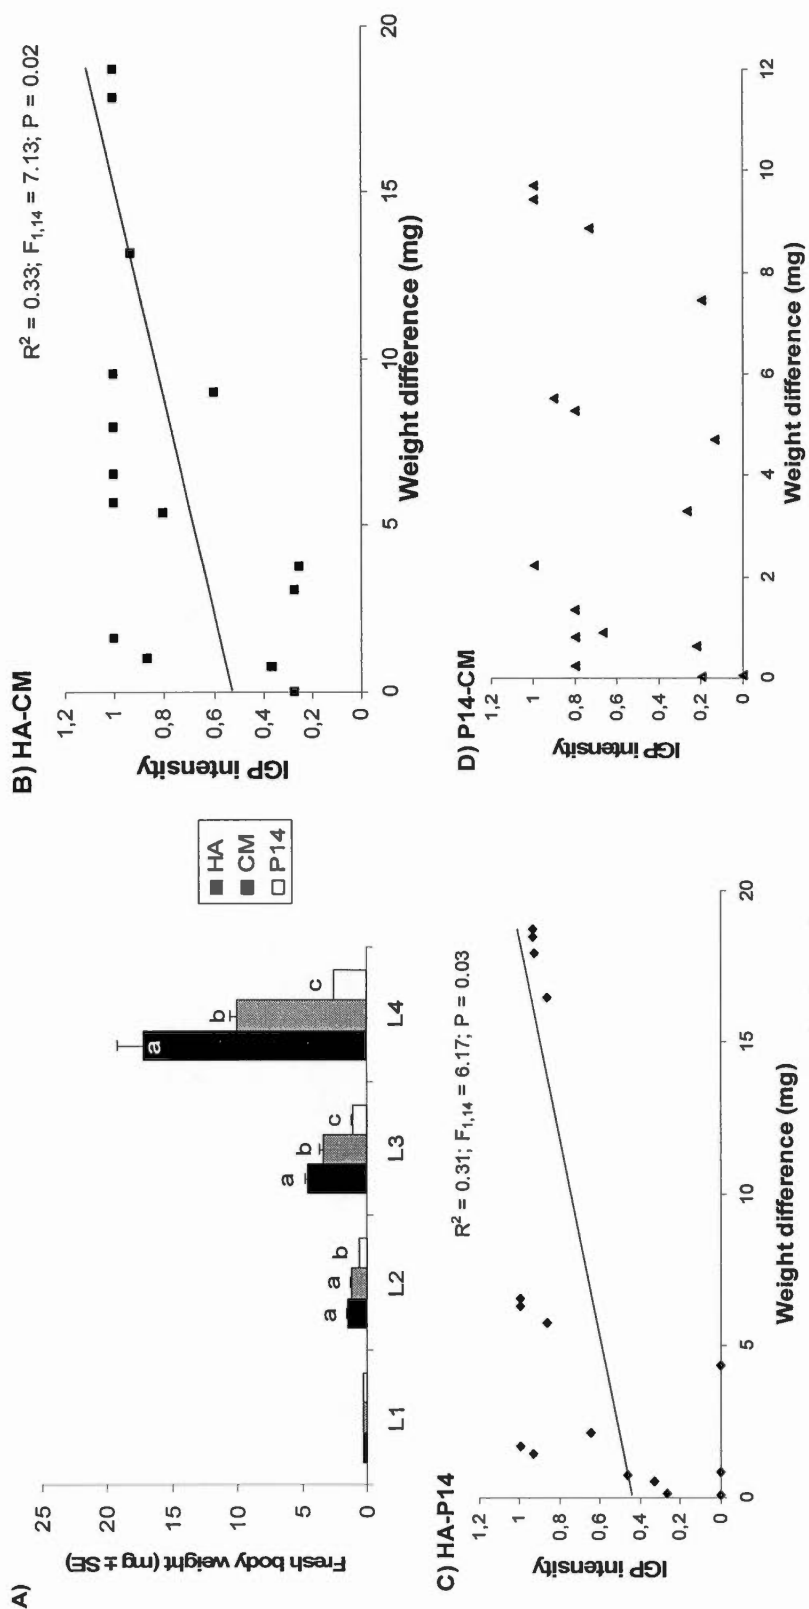 A)
Fresh body weight (mg ± SE)
25
20
15
10
5
0
a
a
b
a
b
c
a
b
c
L1
L2
L3
L4
HA
CM
P14
B) HA-CM
R² = 0.33; F1,14 = 7.13; P = 0.02
IGP intensity
1,2
1
0,8
0,6
0,4
0,2
0
0
5
10
15
20
Weight difference (mg)
C) HA-P14
R² = 0.31; F1,14 = 6.17; P = 0.03
IGP intensity
1,2
1
0,8
0,6
0,4
0,2
0
0
5
10
15
20
Weight difference (mg)
D) P14-CM
IGP intensity
1,2
1
0,8
0,6
0,4
0,2
0
0
2
4
6
8
10
12
Weight difference (mg)